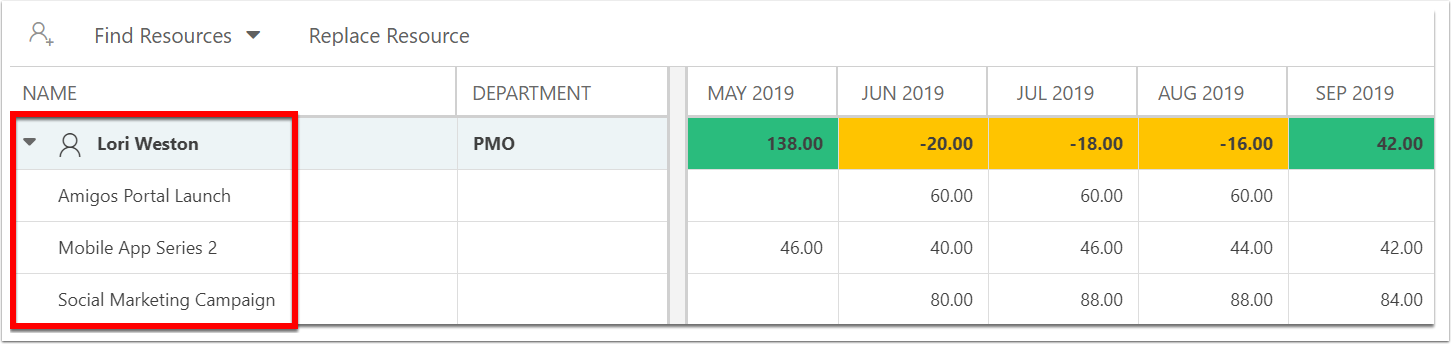 Find Resources Replace Resource
NAME DEPARTMENT MAY 2019 JUN 2019 JUL 2019 AUG 2019 SEP 2019
Lori Weston PMO 138.00 -20.00 -18.00 -16.00 42.00
Amigos Portal Launch 60.00 60.00 60.00
Mobile App Series 2 46.00 40.00 46.00 44.00 42.00
Social Marketing Campaign 80.00 88.00 88.00 84.00